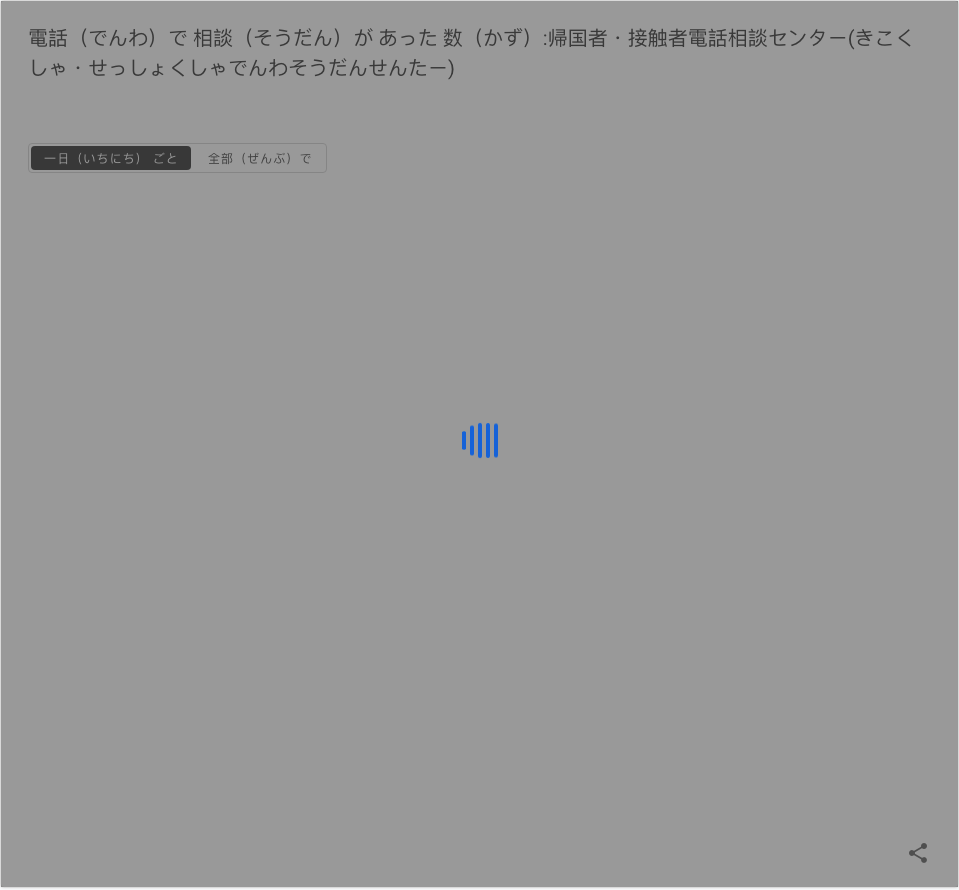 電話（でんわ）で 相談（そうだん）が あった 数（かず）:帰国者・接触者電話相談センター(きこく
しゃ・せっしょくしゃでんわそうだんせんたー)
一日（いちにち） ごと 全部（ぜんぶ）で